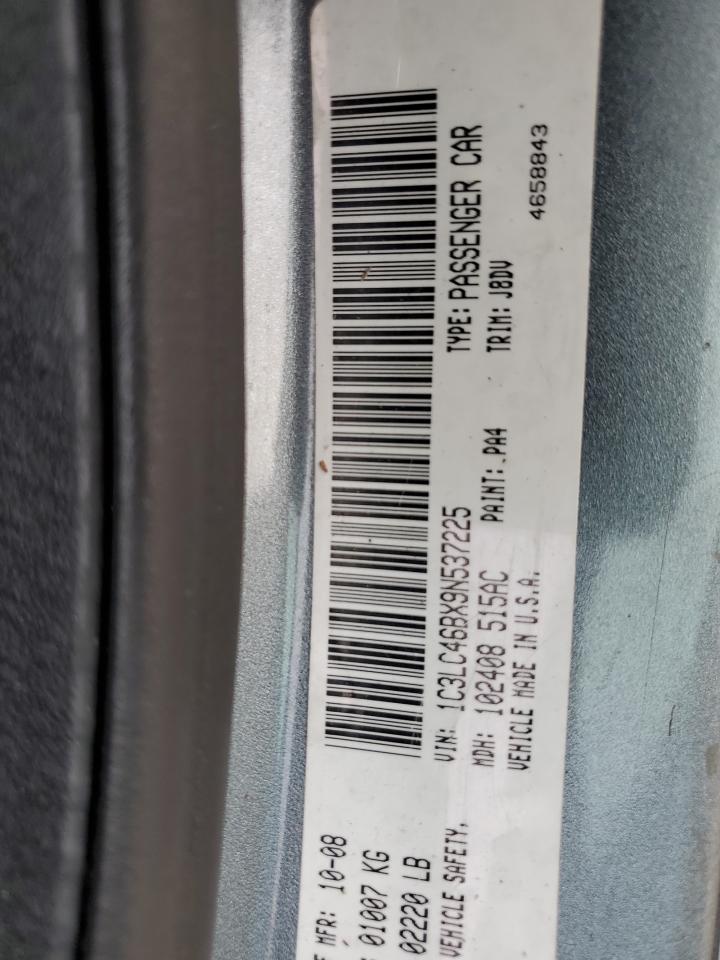 F MFR: 10-08
01007 KG
02220 LB
VEHICLE SAFETY,
VIN: 1C3LC46BX9N537225 TYPE: PASSENGER CAR
MDH: 102408 515AC PAINT: PA4 TRIM: J8DV
VEHICLE MADE IN U.S.A.
4658843